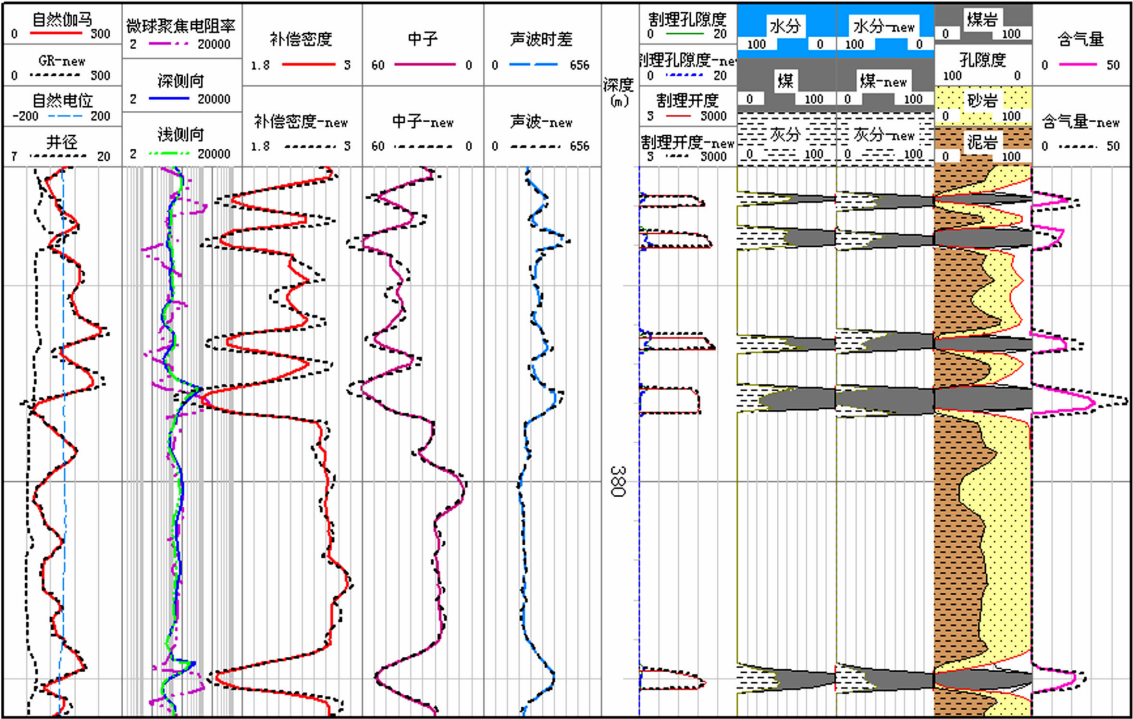 自然伽马
0 300
GR-new
0 300
自然电位
-200 200
井径
7 20
微球聚焦电阻率
2 20000
深侧向
2 20000
浅侧向
2 20000
补偿密度
1.8 3
补偿密度-new
1.8 3
中子
60 0
中子-new
60 0
声波时差
0 656
声波-new
0 656
深度
(m)
380
割理孔隙度
0 20
割理孔隙度-new
0 20
割理开度
3 3000
割理开度-new
3 3000
水分
100 0
煤
0 100
灰分
0 100
水分-new
100 0
煤-new
0 100
灰分-new
0 100
煤岩
0 100
孔隙度
100 0
砂岩
0 100
泥岩
0 100
含气量
0 50
含气量-new
0 50